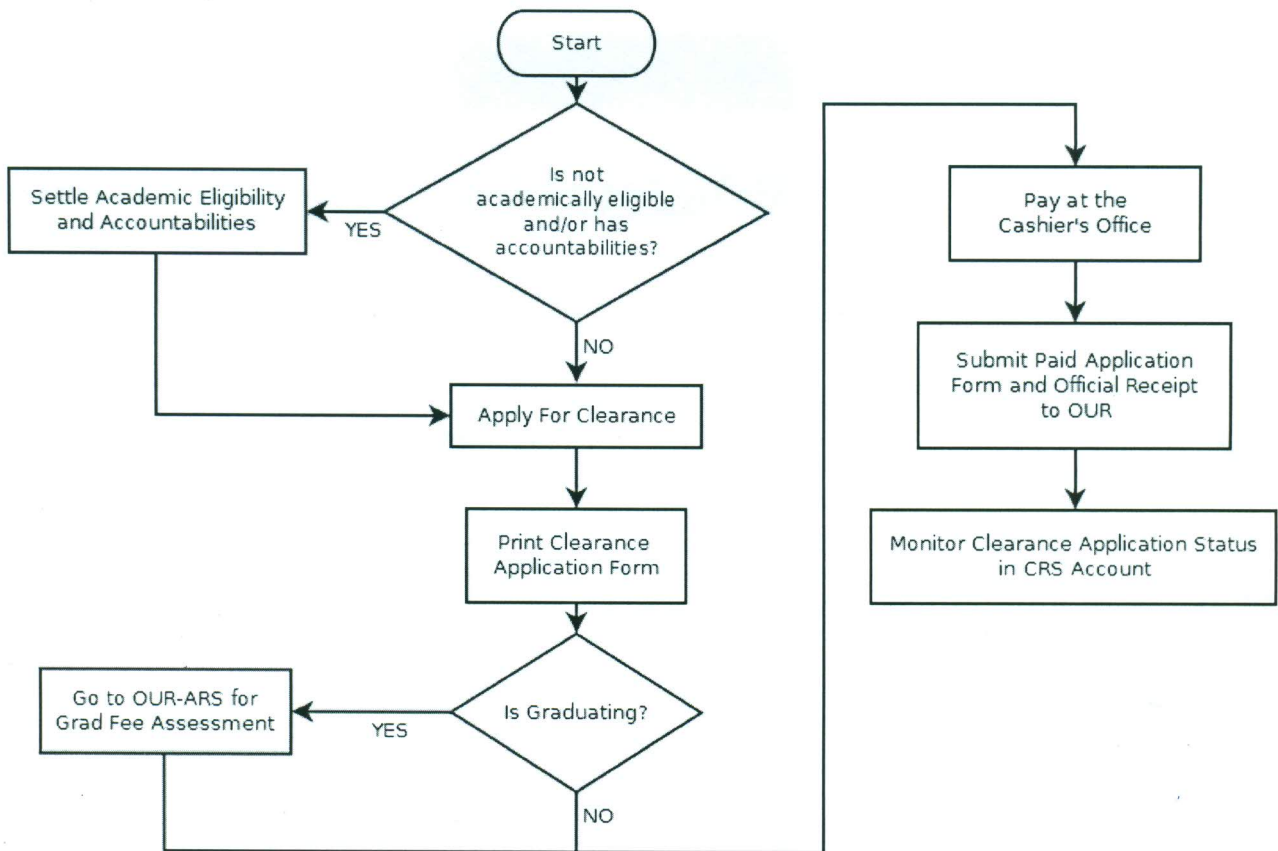 Start
Is not
academically eligible
and/or has
accountabilities?
YES
Settle Academic Eligibility
and Accountabilities
NO
Apply For Clearance
Print Clearance
Application Form
Is Graduating?
YES
Go to OUR-ARS for
Grad Fee Assessment
NO
Pay at the
Cashier's Office
Submit Paid Application
Form and Official Receipt
to OUR
Monitor Clearance Application Status
in CRS Account